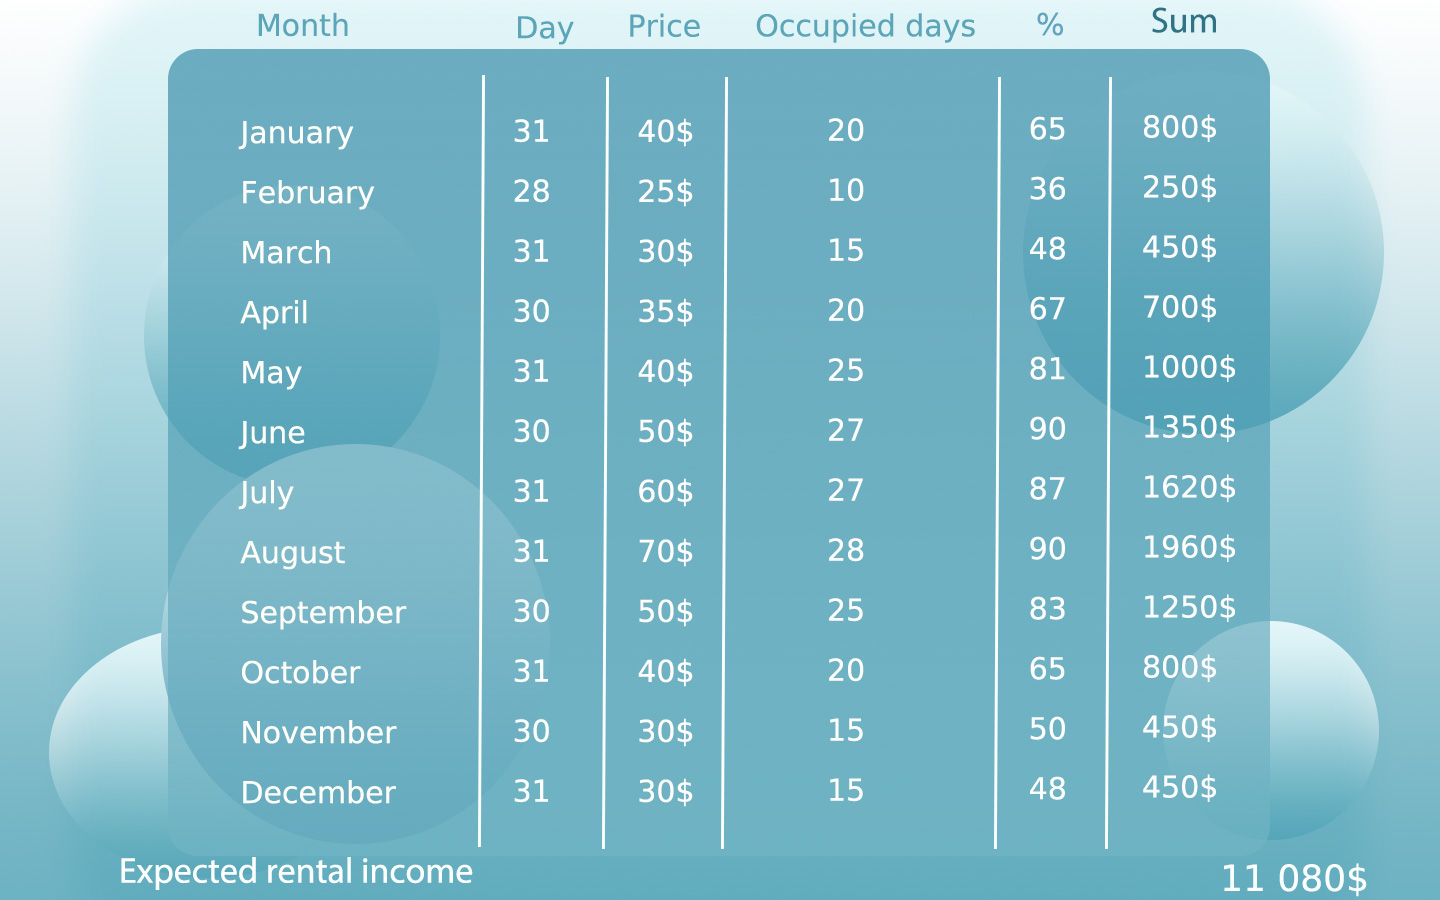 Month Day Price Occupied days % Sum
January 31 40$ 20 65 800$
February 28 25$ 10 36 250$
March 31 30$ 15 48 450$
April 30 35$ 20 67 700$
May 31 40$ 25 81 1000$
June 30 50$ 27 90 1350$
July 31 60$ 27 87 1620$
August 31 70$ 28 90 1960$
September 30 50$ 25 83 1250$
October 31 40$ 20 65 800$
November 30 30$ 15 50 450$
December 31 30$ 15 48 450$
Expected rental income 11 080$